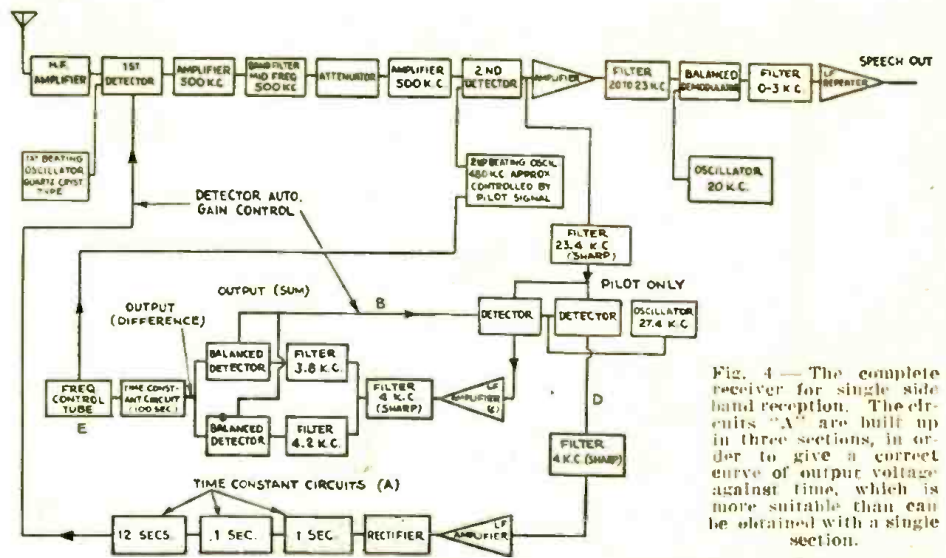 H.F.
AMPLIFIER
1ST
DETECTOR
AMPLIFIER
500 K.C.
BAND FILTER
MID FREQ
500 K.C.
ATTENUATOR
AMPLIFIER
500 K.C
2 ND
DETECTOR
AMPLIFIER
FILTER
20 TO 23 K.C.
BALANCED
DEMODULATOR
FILTER
0-3 K.C.
LF
REPEATER
SPEECH OUT
1ST BEATING
OSCILLATOR
QUARTZ CRYST
TYPE
DETECTOR AUTO.
GAIN CONTROL
2ND BEATING OSCIL.
480 K.C. APPROX
CONTROLLED BY
PILOT SIGNAL
OSCILLATOR
20 K.C.
FILTER
23.4 K.C
(SHARP)
PILOT ONLY
OUTPUT (SUM)
B
OUTPUT
(DIFFERENCE)
DETECTOR
DETECTOR
OSCILLATOR
27.4 K.C
BALANCED
DETECTOR
FILTER
3.8 K.C.
FREQ
CONTROL
TUBE
E
TIME CONST-
ANT CIRCUIT
(100 SEC)
FILTER
4 K.C
(SHARP)
LF
AMPLIFIER
(C)
D
BALANCED
DETECTOR
FILTER
4.2 K.C.
FILTER
4 K.C (SHARP)
TIME CONSTANT CIRCUITS (A)
12 SECS.
.1 SEC.
1 SEC.
RECTIFIER
LF
AMPLIFIER
Fig. 4 — The complete
receiver for single side
band reception. The cir-
cuits "A" are built up
in three sections, in or-
der to give a correct
curve of output voltage
against time, which is
more suitable than can
be obtained with a single
section.